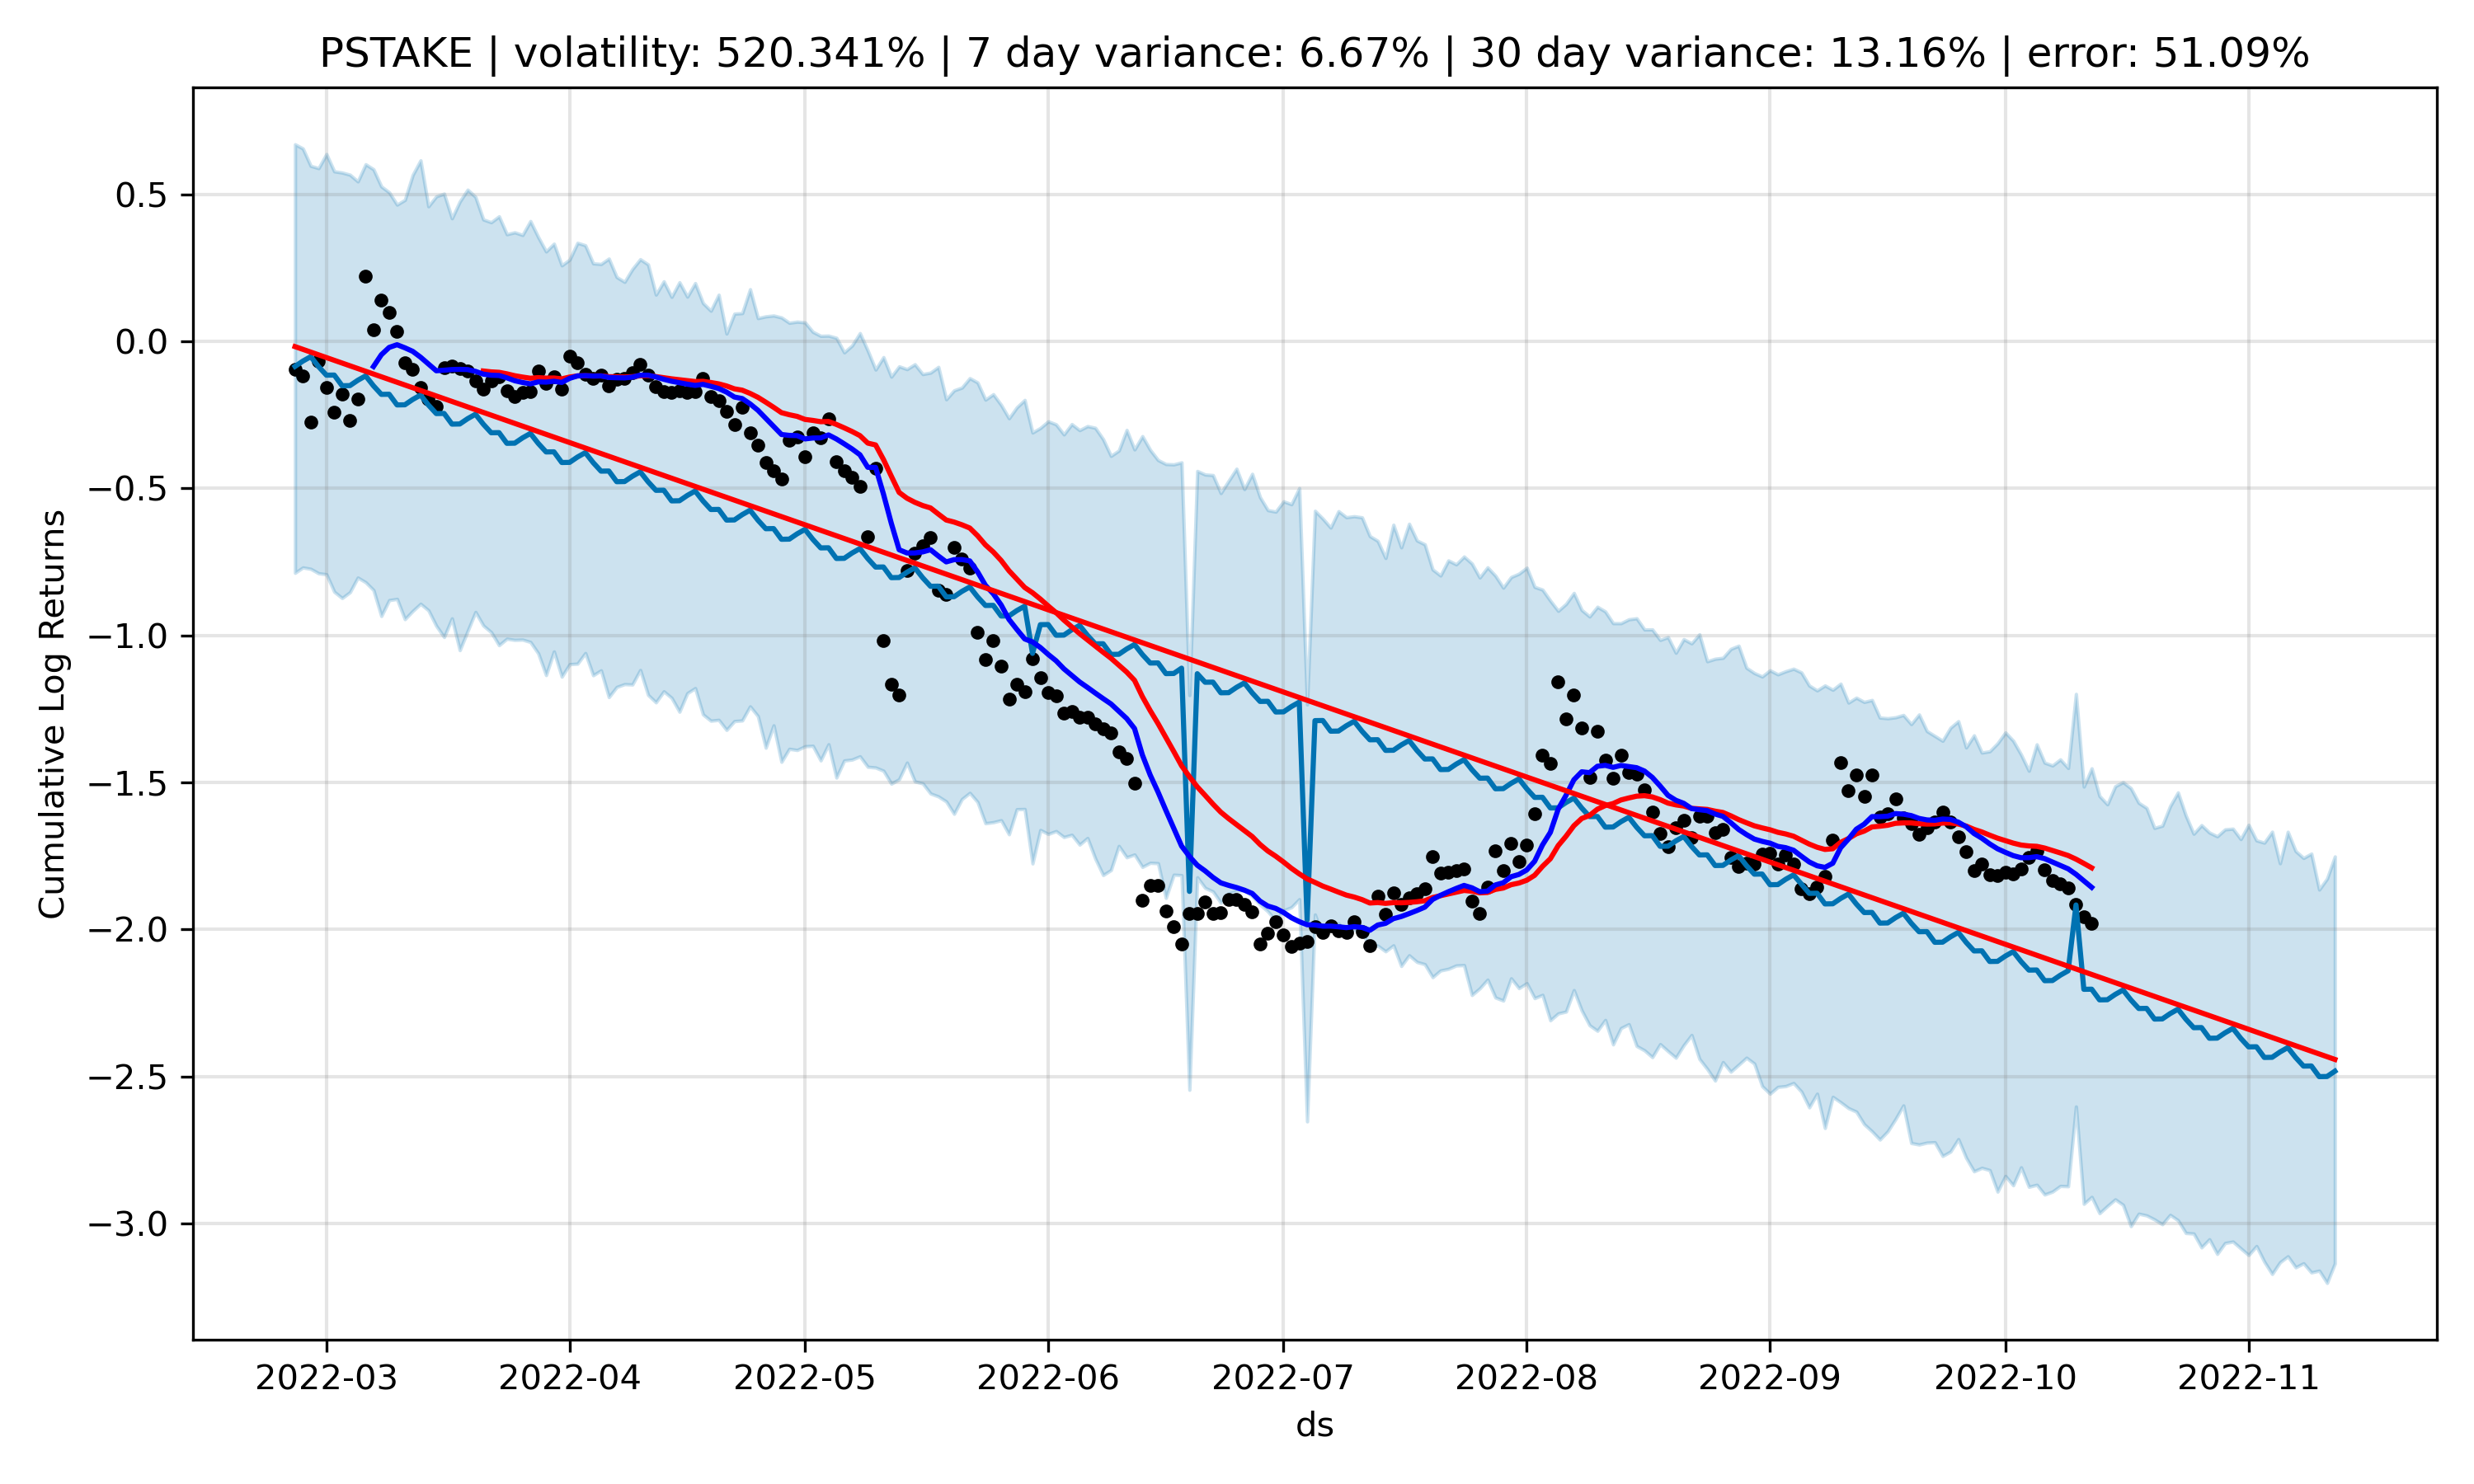 PSTAKE | volatility: 520.341% | 7 day variance: 6.67% | 30 day variance: 13.16% | error: 51.09%
Cumulative Log Returns
0.5
0.0
−0.5
−1.0
−1.5
−2.0
−2.5
−3.0
2022-03 2022-04 2022-05 2022-06 2022-07 2022-08 2022-09 2022-10 2022-11
ds